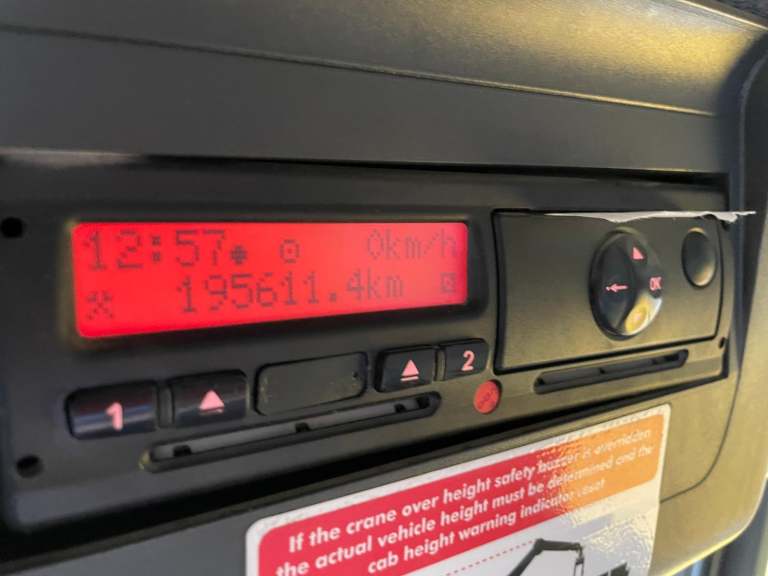 12:57 0km/h
195611.4km
OK
1 2
If the crane over height safety buzzer is overridden
the actual vehicle height must be determined and the
cab height warning indicator reset